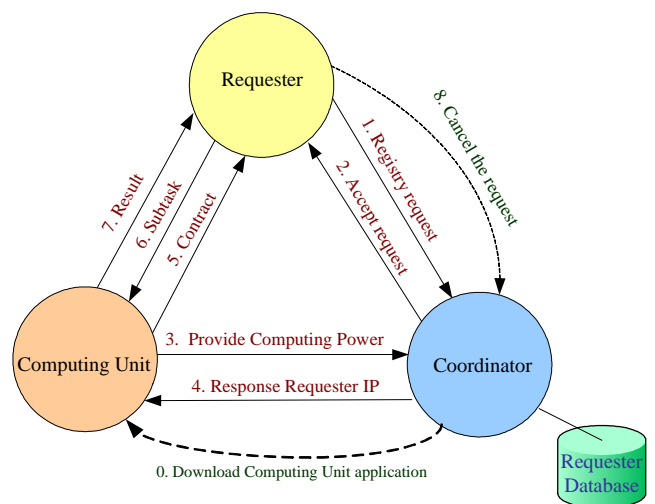 Requester
8. Cancel the request
1. Registry request
2. Accept request
7. Result
6. Subtask
5. Contract
3. Provide Computing Power
Computing Unit
Coordinator
4. Response Requester IP
0. Download Computing Unit application
Requester
Database